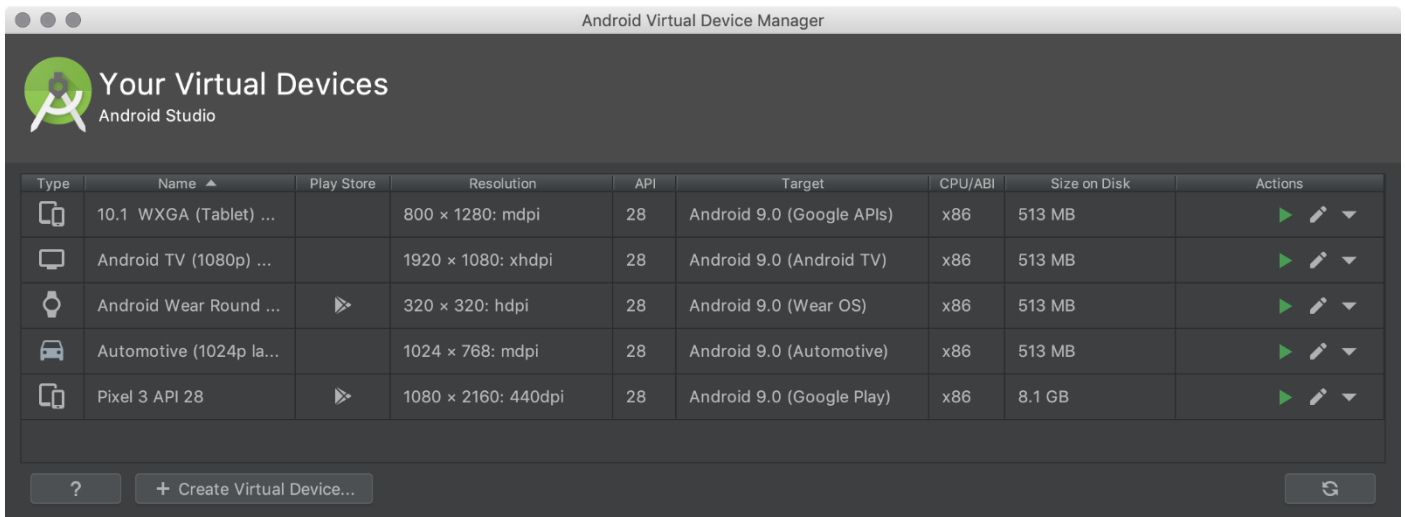 Android Virtual Device Manager
Your Virtual Devices
Android Studio
Type Name Play Store Resolution API Target CPU/ABI Size on Disk Actions
10.1 WXGA (Tablet) ... 800 × 1280: mdpi 28 Android 9.0 (Google APIs) x86 513 MB
Android TV (1080p) ... 1920 × 1080: xhdpi 28 Android 9.0 (Android TV) x86 513 MB
Android Wear Round ... 320 × 320: hdpi 28 Android 9.0 (Wear OS) x86 513 MB
Automotive (1024p la... 1024 × 768: mdpi 28 Android 9.0 (Automotive) x86 513 MB
Pixel 3 API 28 1080 × 2160: 440dpi 28 Android 9.0 (Google Play) x86 8.1 GB
? + Create Virtual Device...